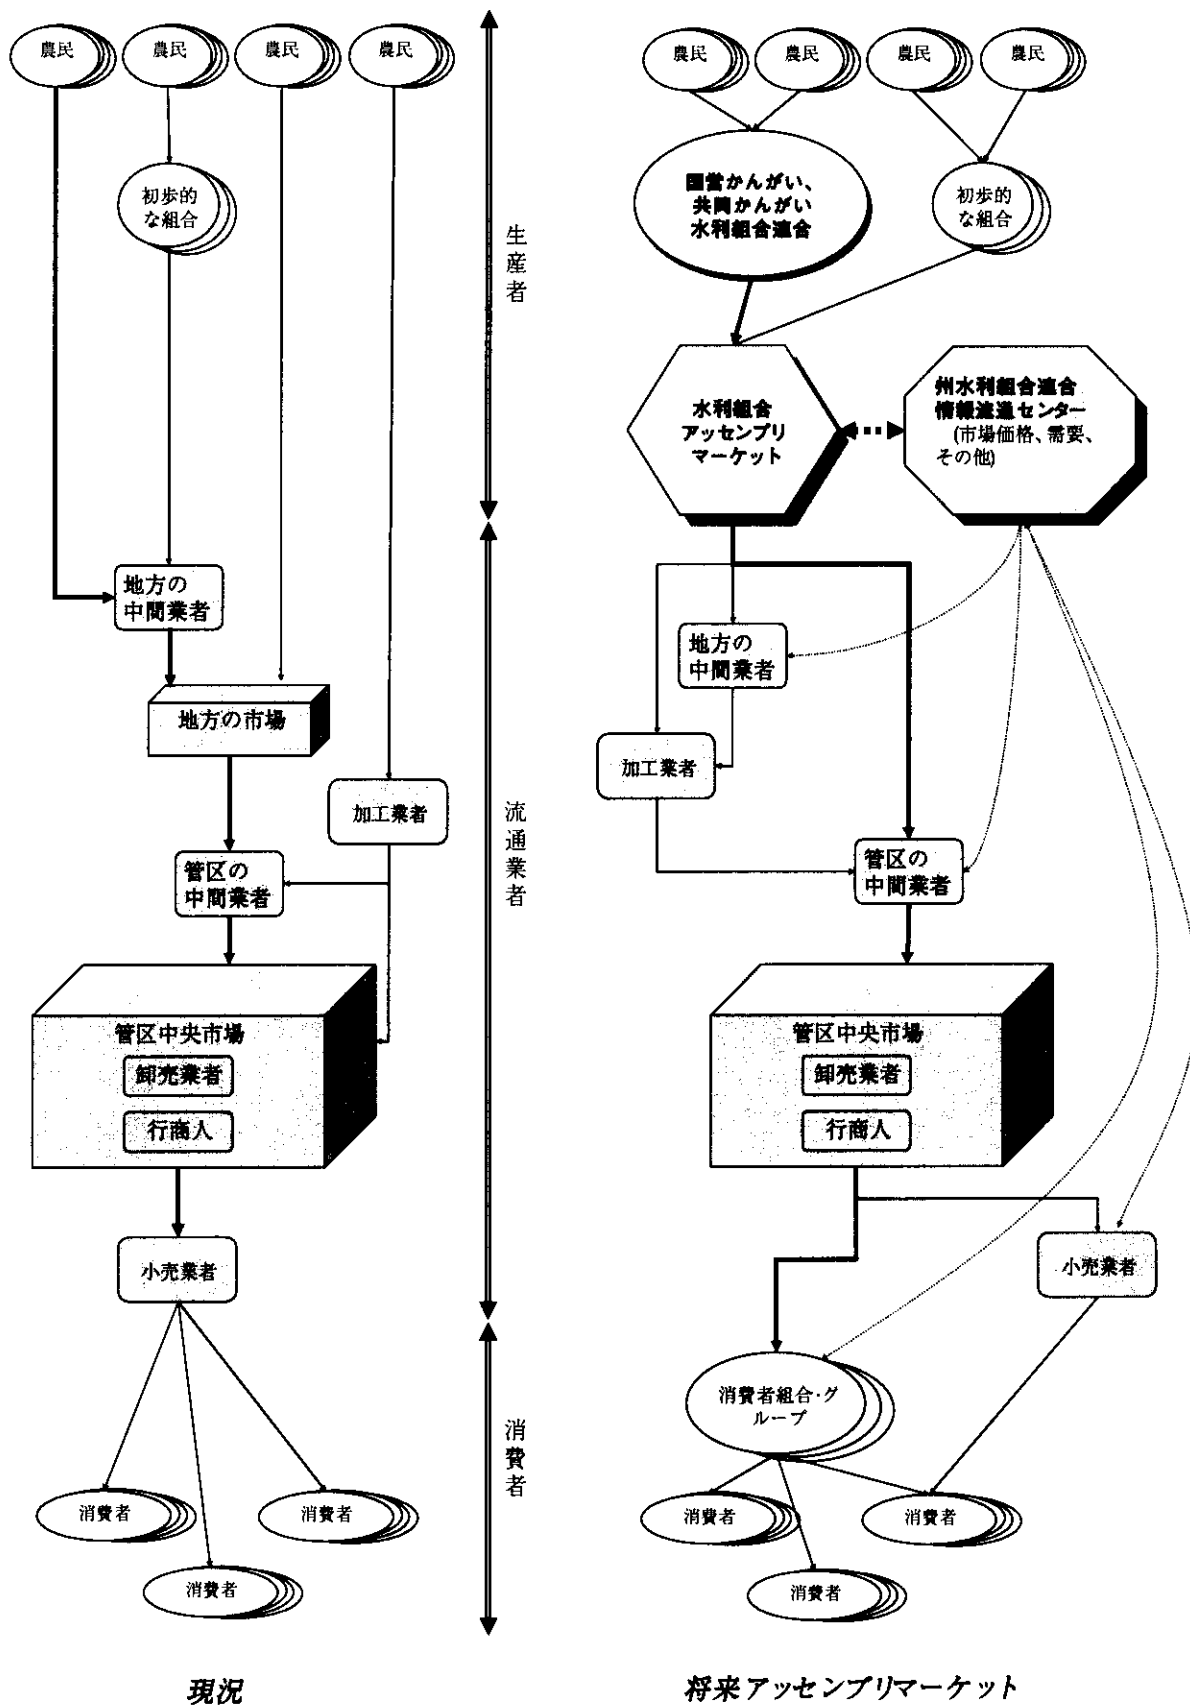 農民
農民
農民
農民
初歩的
な組合
地方の
中間業者
地方の市場
加工業者
管区の
中間業者
管区中央市場
卸売業者
行商人
小売業者
消費者
消費者
消費者
現況
生産者
流通業者
消費者
農民
農民
農民
農民
国営かんがい、
共同かんがい
水利組合連合
初歩的
な組合
水利組合
アッセンブリ
マーケット
州水利組合連合
情報速達センター
(市場価格、需要、
その他)
地方の
中間業者
加工業者
管区の
中間業者
管区中央市場
卸売業者
行商人
小売業者
消費者組合・グ
ループ
消費者
消費者
消費者
将来アッセンブリマーケット